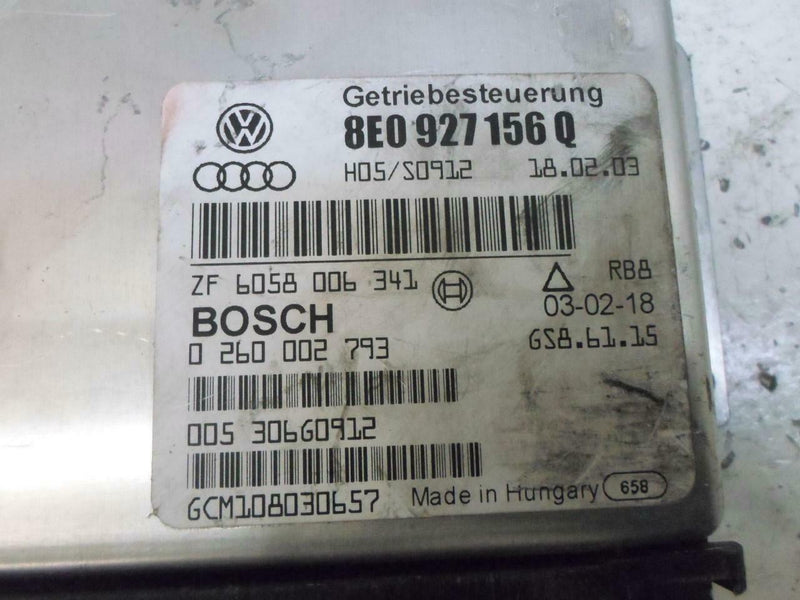 Getriebesteuerung
8E0 927 156 Q
H05/S0912 18.02.03
ZF 6058 006 341 RB8
BOSCH 03-02-18
0 260 002 793 GS8.61.15
005 30660912
GCM108030657 Made in Hungary 658